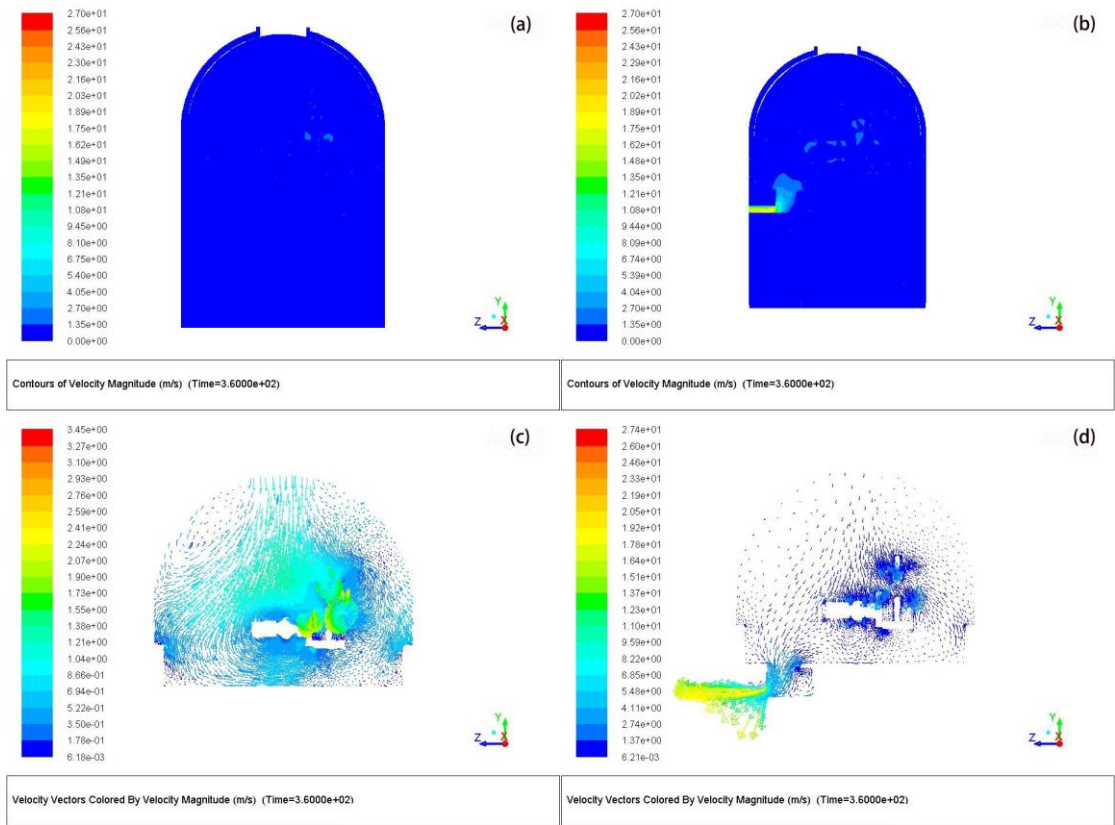 (a)
2.70e+01
2.56e+01
2.43e+01
2.30e+01
2.16e+01
2.03e+01
1.89e+01
1.75e+01
1.62e+01
1.49e+01
1.35e+01
1.21e+01
1.08e+01
9.44e+00
8.09e+00
6.75e+00
5.39e+00
4.04e+00
2.70e+00
1.35e+00
0.00e+00
Y
Z
X
Contours of Velocity Magnitude (m/s) (Time=3.6000e+02)
(b)
2.70e+01
2.56e+01
2.43e+01
2.30e+01
2.16e+01
2.03e+01
1.89e+01
1.75e+01
1.62e+01
1.49e+01
1.35e+01
1.21e+01
1.08e+01
9.44e+00
8.09e+00
6.75e+00
5.39e+00
4.04e+00
2.70e+00
1.35e+00
0.00e+00
Y
Z
X
Contours of Velocity Magnitude (m/s) (Time=3.6000e+02)
(c)
3.45e+00
3.27e+00
3.10e+00
2.93e+00
2.76e+00
2.59e+00
2.41e+00
2.24e+00
2.07e+00
1.90e+00
1.73e+00
1.55e+00
1.38e+00
1.21e+00
1.04e+00
8.66e-01
6.94e-01
5.22e-01
3.50e-01
1.78e-01
6.18e-03
Y
Z
X
Velocity Vectors Colored By Velocity Magnitude (m/s) (Time=3.6000e+02)
(d)
2.74e+01
2.60e+01
2.46e+01
2.33e+01
2.19e+01
2.05e+01
1.92e+01
1.78e+01
1.64e+01
1.51e+01
1.37e+01
1.23e+01
1.10e+01
9.59e+00
6.22e+00
6.85e+00
5.48e+00
4.11e+00
2.74e+00
1.37e+00
6.21e-03
Y
Z
X
Velocity Vectors Colored By Velocity Magnitude (m/s) (Time=3.6000e+02)